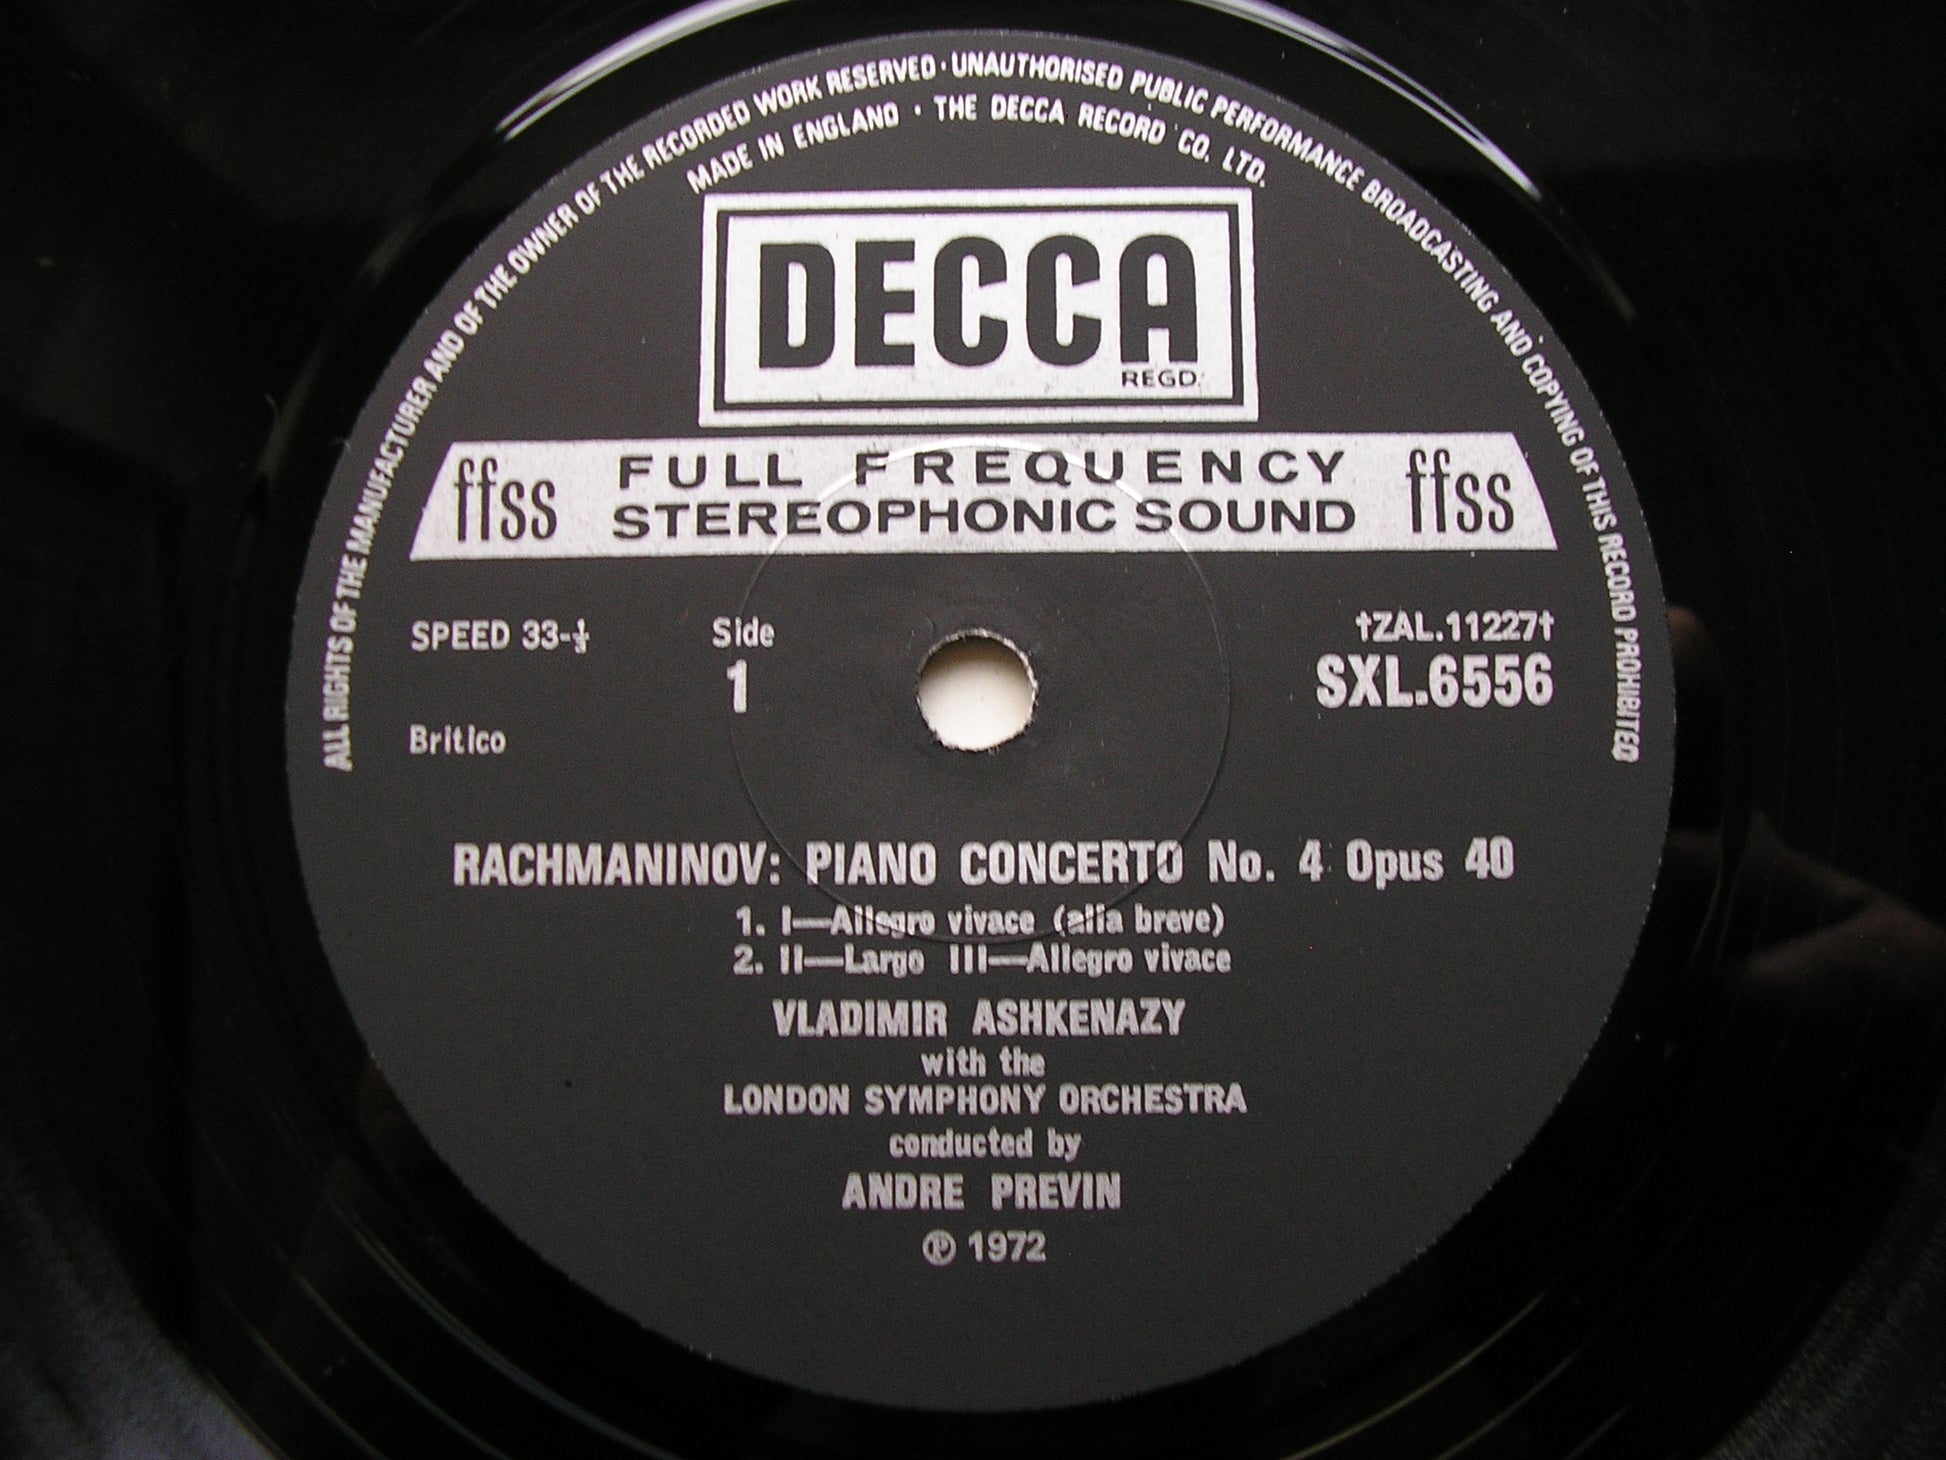 ALL RIGHTS OF THE MANUFACTURER AND OF THE OWNER OF THE RECORDED WORK RESERVED · UNAUTHORISED PUBLIC PERFORMANCE BROADCASTING AND COPYING OF THIS RECORD PROHIBITED
MADE IN ENGLAND · THE DECCA RECORD CO. LTD.
DECCA
REGD.
ffss FULL FREQUENCY ffss
STEREOPHONIC SOUND
SPEED 33-⅓ Side †ZAL.11227†
1 SXL.6556
Britico
RACHMANINOV: PIANO CONCERTO No. 4 Opus 40
1. I—Allegro vivace (alla breve)
2. II—Largo III—Allegro vivace
VLADIMIR ASHKENAZY
with the
LONDON SYMPHONY ORCHESTRA
conducted by
ANDRE PREVIN
℗ 1972